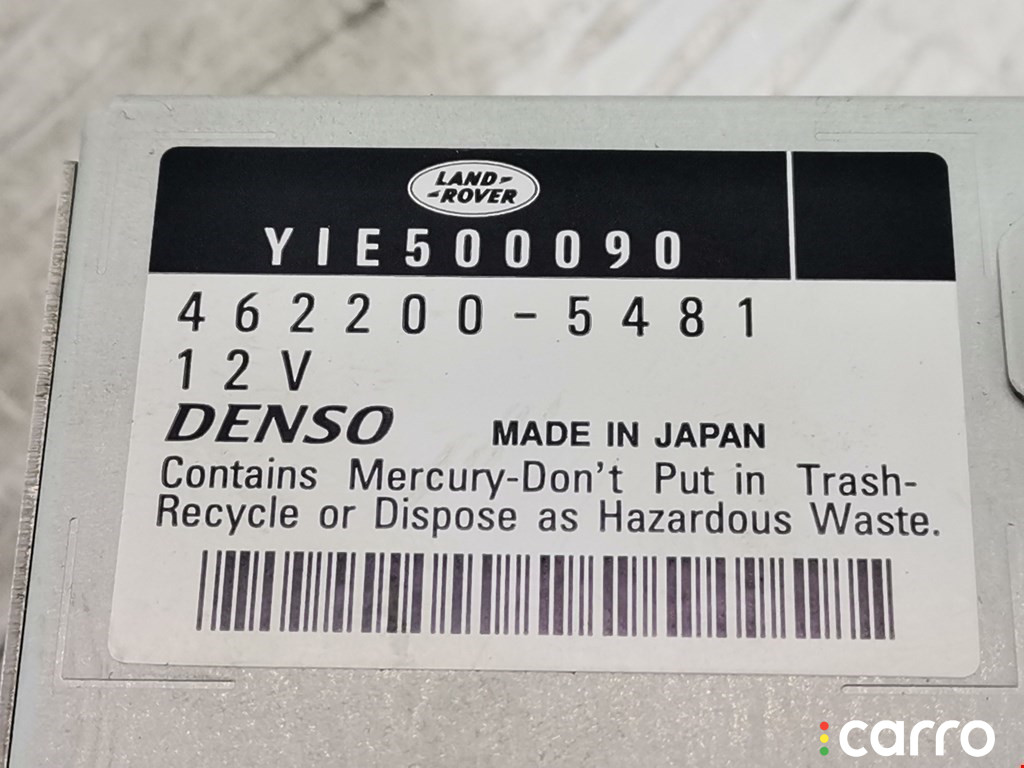 LAND-
-ROVER
YIE500090
462200-5481
12V
DENSO MADE IN JAPAN
Contains Mercury-Don't Put in Trash-
Recycle or Dispose as Hazardous Waste.
carro